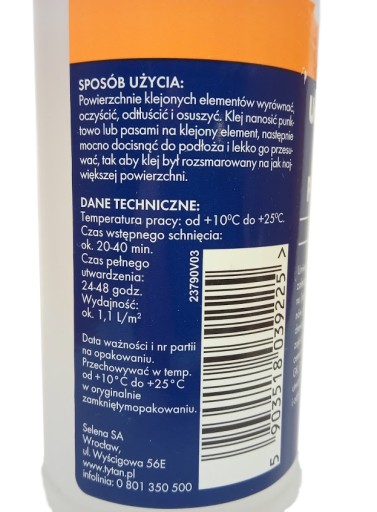 SPOSÓB UŻYCIA:
Powierzchnie klejonych elementów wyrównać,
oczyścić, odtłuścić i osuszyć. Klej nanosić punk-
towo lub pasami na klejony element, następnie
mocno docisnąć do podłoża i lekko go przesu-
wać, tak aby klej był rozsmarowany na jak naj-
większej powierzchni.
DANE TECHNICZNE:
Temperatura pracy: od +10°C do +25°C.
Czas wstępnego schnięcia:
ok. 20-40 min.
Czas pełnego
utwardzenia:
24-48 godz.
Wydajność:
ok. 1,1 L/m²
23790V03
5 903518 039225 >
Data ważności i nr partii
na opakowaniu.
Przechowywać w temp.
od +10°C do +25°C
w oryginalnie
zamkniętymopakowaniu.
Selena SA
Wrocław,
ul. Wyścigowa 56E
www.tytan.pl
infolinia: 0 801 350 500